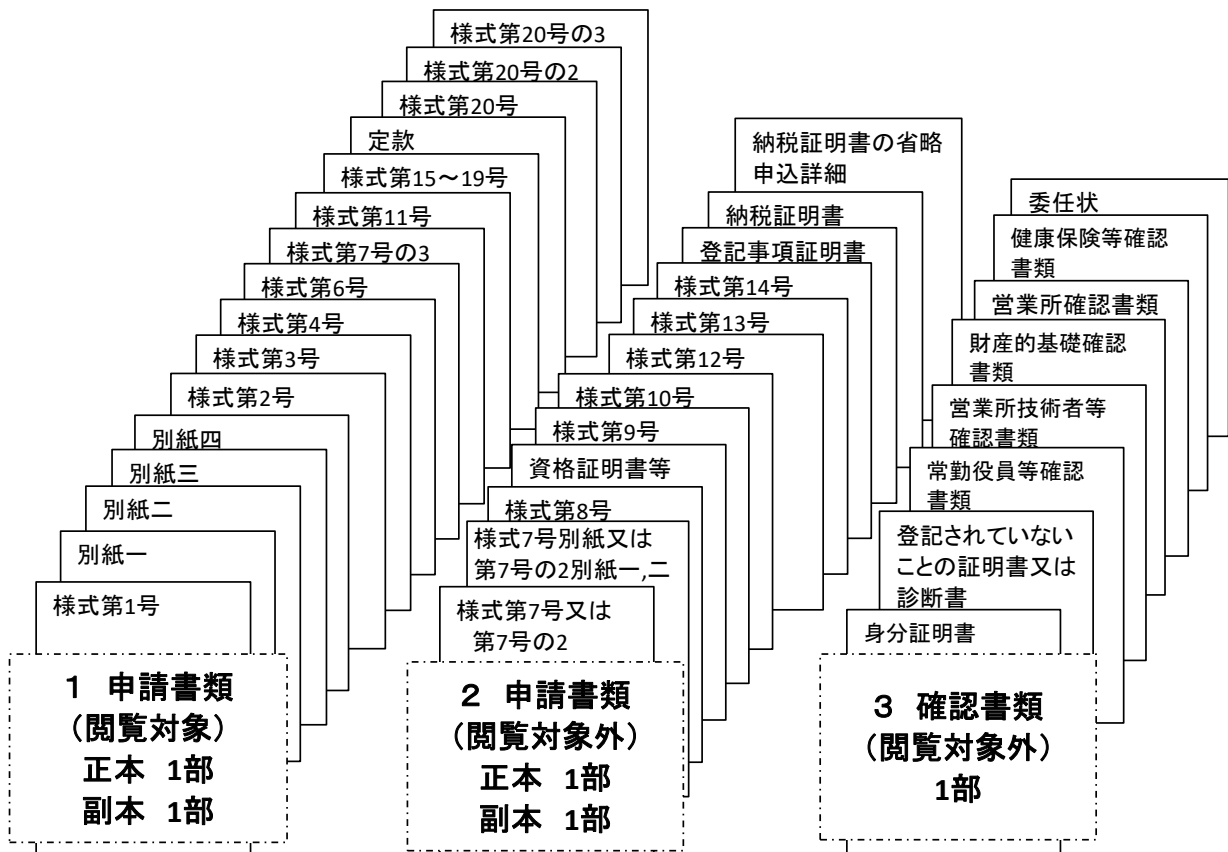 様式第20号の3
様式第20号の2
様式第20号
定款
様式第15～19号
様式第11号
様式第7号の3
様式第6号
様式第4号
様式第3号
様式第2号
別紙四
別紙三
別紙二
別紙一
様式第1号
1 申請書類
（閲覧対象）
正本 1部
副本 1部
納税証明書の省略
申込詳細
納税証明書
登記事項証明書
様式第14号
様式第13号
様式第12号
様式第10号
様式第9号
資格証明書等
様式第8号
様式7号別紙又は
第7号の2別紙一,二
様式第7号又は
第7号の2
2 申請書類
（閲覧対象外）
正本 1部
副本 1部
委任状
健康保険等確認
書類
営業所確認書類
財産的基礎確認
書類
営業所技術者等
確認書類
常勤役員等確認
書類
登記されていない
ことの証明書又は
診断書
身分証明書
3 確認書類
（閲覧対象外）
1部